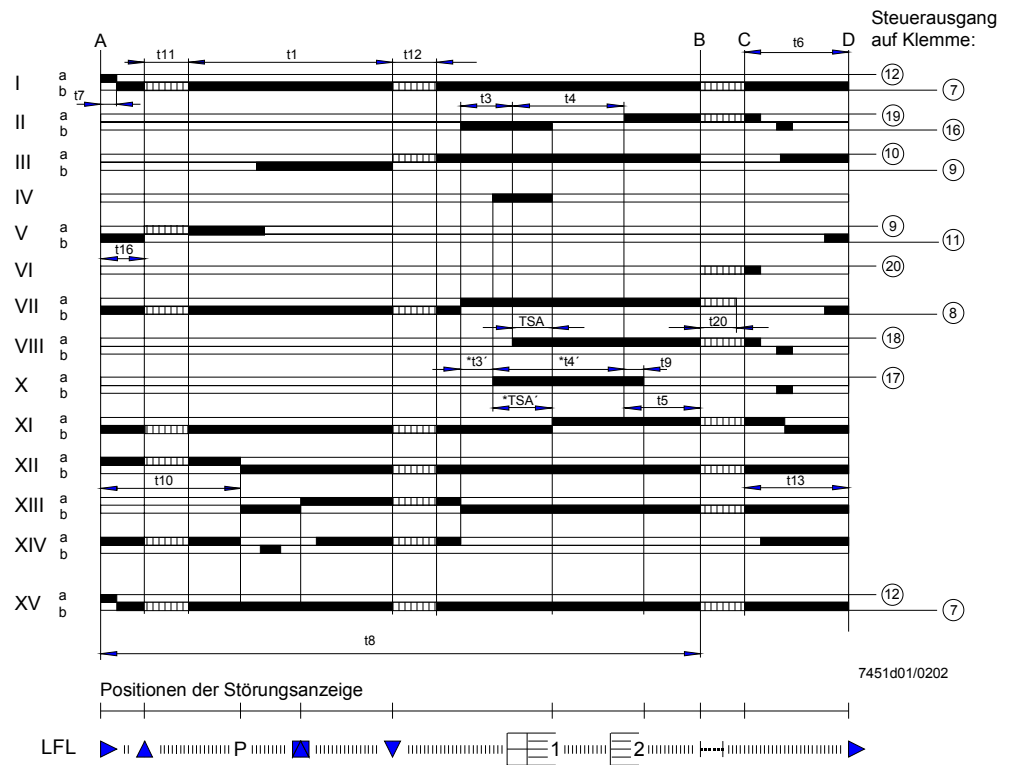 Steuerausgang
auf Klemme:
A B C D
t11 t1 t12 t6
I a 12
b 7
t7 t3 t4
II a 19
b 16
III a 10
b 9
IV
V a 9
b 11
t16
VI 20
VII a
b 8
TSA t20
VIII a 18
b
*t3´ *t4´ t9
X a 17
b
*TSA´ t5
XI a
b
XII a
b
t10 t13
XIII a
b
XIV a
b
XV a 12
b 7
t8
7451d01/0202
Positionen der Störungsanzeige
LFL P 1 2